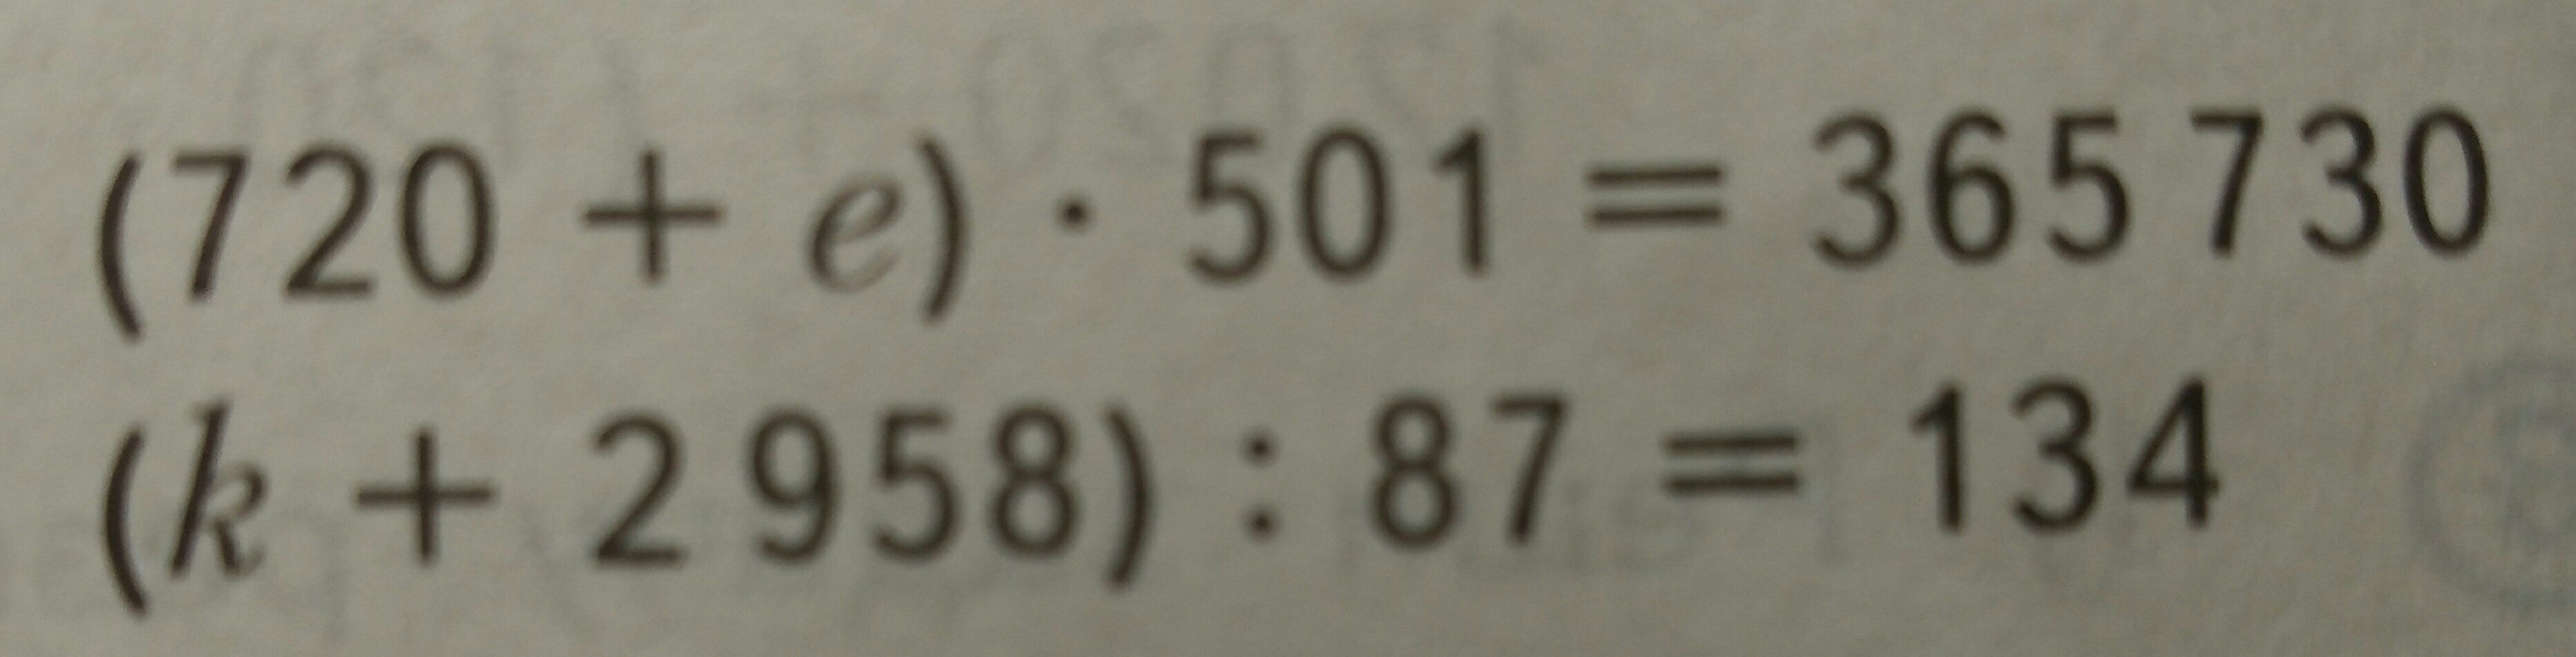 (720 + e) · 501 = 365 730
(k + 2 958) : 87 = 134